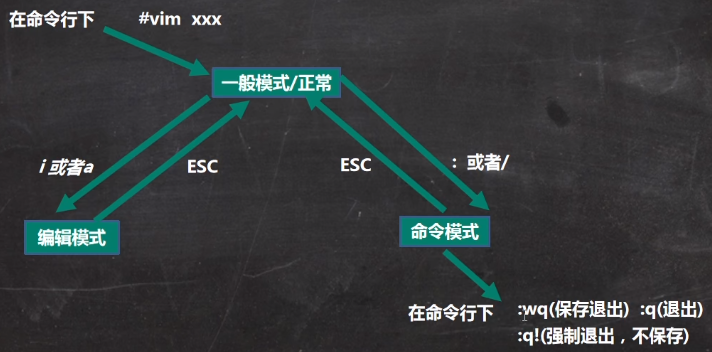 在命令行下 #vim xxx
一般模式/正常
i 或者a
ESC
ESC
：或者/
编辑模式
命令模式
在命令行下
:wq(保存退出) :q(退出)
:q!(强制退出，不保存)